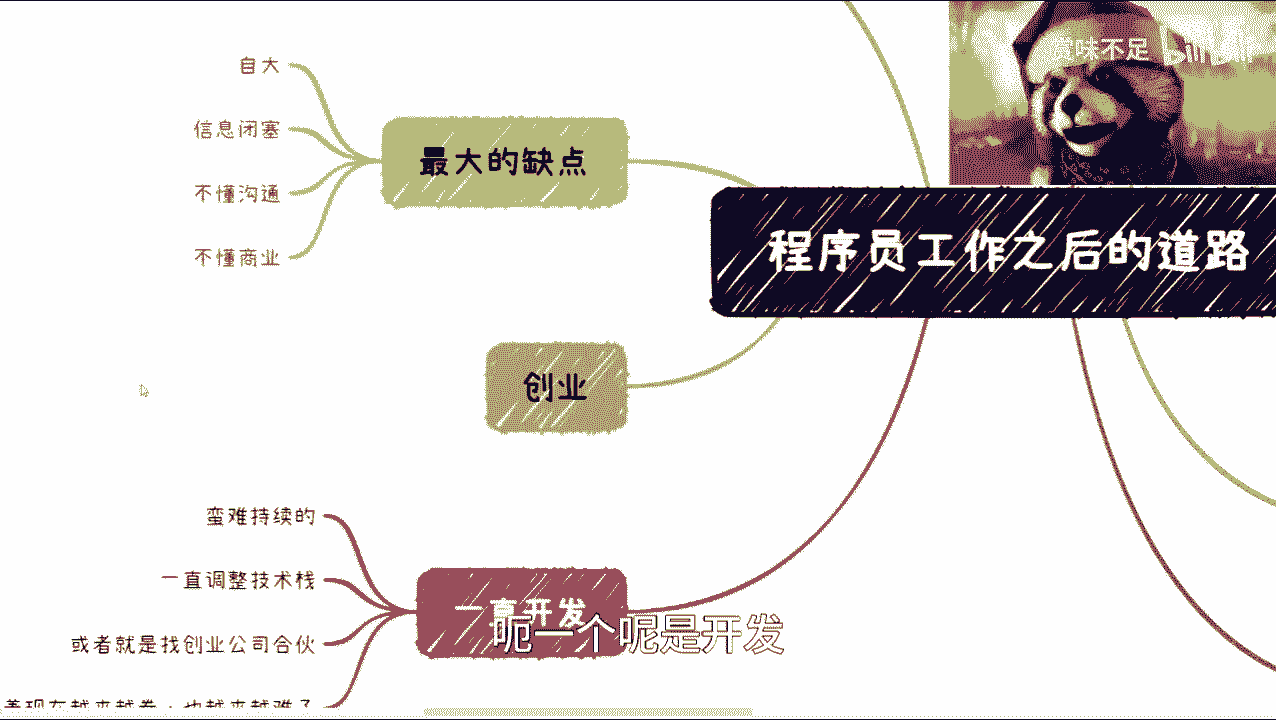 赏味不足 bilibili
自大
信息闭塞
不懂沟通
不懂商业
最大的缺点
程序员工作之后的道路
创业
蛮难持续的
一直调整技术栈
或者就是找创业公司合伙
一直开发
呃一个呢是开发